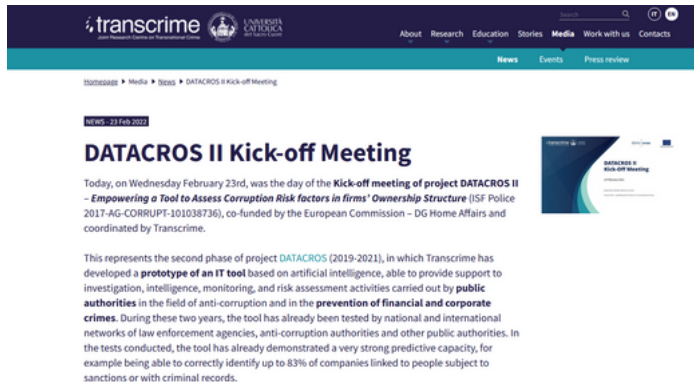 transcrime
Joint Research Centre on Transnational Crime
UNIVERSITÀ
CATTOLICA
del Sacro Cuore
Search
IT EN
About Research Education Stories Media Work with us Contacts
News Events Press review
Homepage Media News DATACROS II Kick-off Meeting
NEWS - 23 Feb 2022
DATACROS II Kick-off Meeting
Today, on Wednesday February 23rd, was the day of the Kick-off meeting of project DATACROS II
– Empowering a Tool to Assess Corruption Risk factors in firms' Ownership Structure (ISF Police
2017-AG-CORRUPT-101038736), co-funded by the European Commission – DG Home Affairs and
coordinated by Transcrime.
This represents the second phase of project DATACROS (2019-2021), in which Transcrime has
developed a prototype of an IT tool based on artificial intelligence, able to provide support to
investigation, intelligence, monitoring, and risk assessment activities carried out by public
authorities in the field of anti-corruption and in the prevention of financial and corporate
crimes. During these two years, the tool has already been tested by national and international
networks of law enforcement agencies, anti-corruption authorities and other public authorities. In
the tests conducted, the tool has already demonstrated a very strong predictive capacity, for
example being able to correctly identify up to 83% of companies linked to people subject to
sanctions or with criminal records.
transcrime
DATACROS II
Kick-Off Meeting